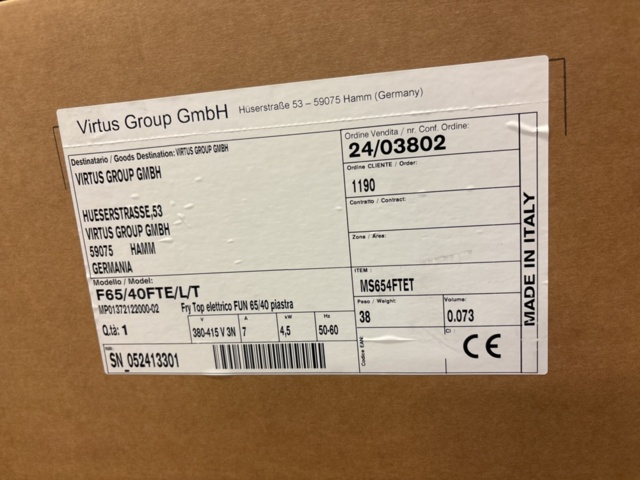 Virtus Group GmbH Hüserstraße 53 – 59075 Hamm (Germany)
Destinatario / Goods Destination: VIRTUS GROUP GMBH
VIRTUS GROUP GMBH
HUESERSTRASSE,53
VIRTUS GROUP GMBH
59075 HAMM
GERMANIA
Ordine Vendita / nr. Conf. Ordine:
24/03802
Ordine CLIENTE / Order:
1190
Contratto / Contract:
Zona / Area:
Modello / Model:
F65/40FTE/L/T
MP01372122000-02 Fry Top elettrico FUN 65/40 piastra
ITEM :
MS654FTET
Peso / Weight: Volume:
38 0.073
Q.tà: 1
V A kW Hz
380-415 V 3N 7 4,5 50-60
SN_052413301
Codice EAN:
CE
MADE IN ITALY